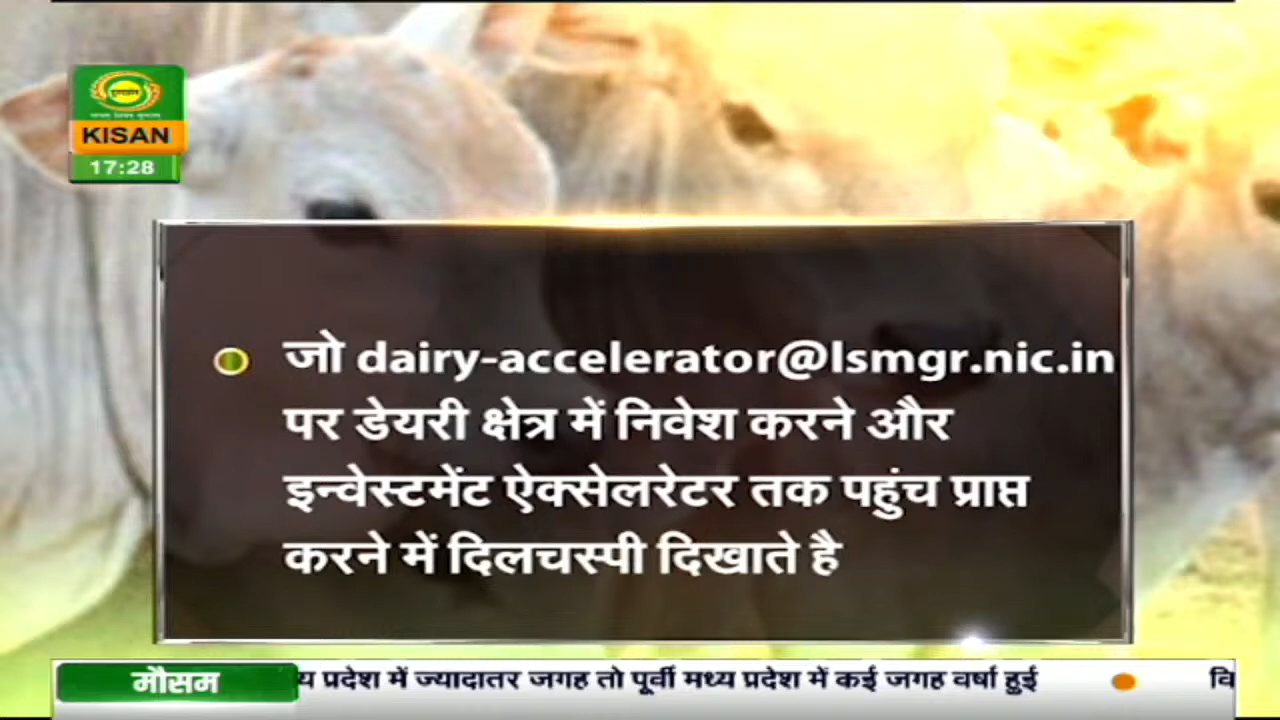 KISAN
17:28
जो dairy-accelerator@lsmgr.nic.in
पर डेयरी क्षेत्र में निवेश करने और
इन्वेस्टमेंट ऐक्सेलरेटर तक पहुंच प्राप्त
करने में दिलचस्पी दिखाते है
मौसम य प्रदेश में ज्यादातर जगह तो पूर्वी मध्य प्रदेश में कई जगह वर्षा हुई वि